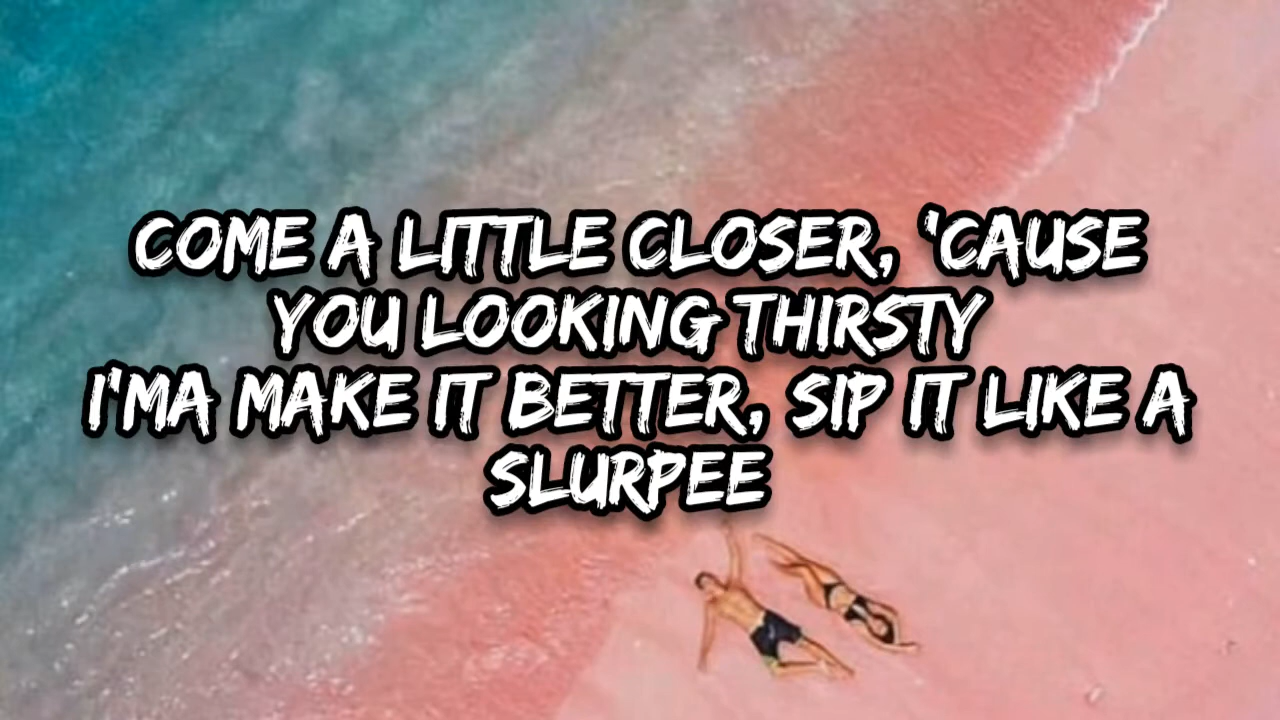 COME A LITTLE CLOSER, 'CAUSE
YOU LOOKING THIRSTY
I'MA MAKE IT BETTER, SIP IT LIKE A
SLURPEE